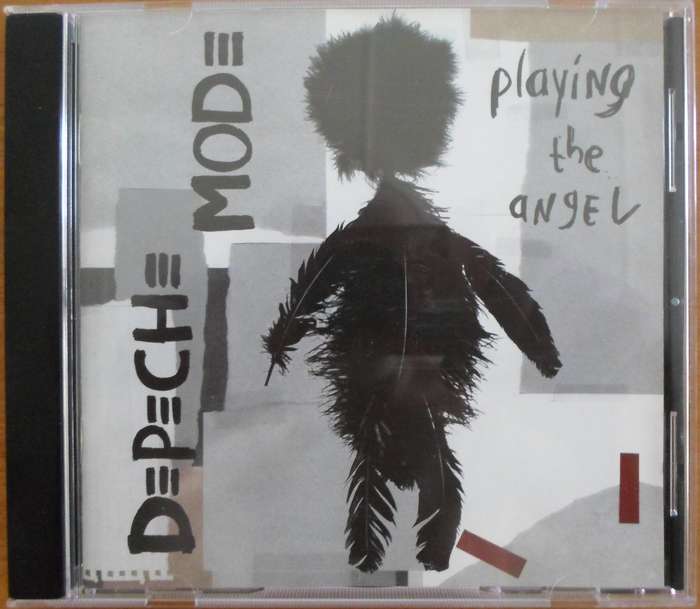 DEPECHE MODE
playing
the
angel